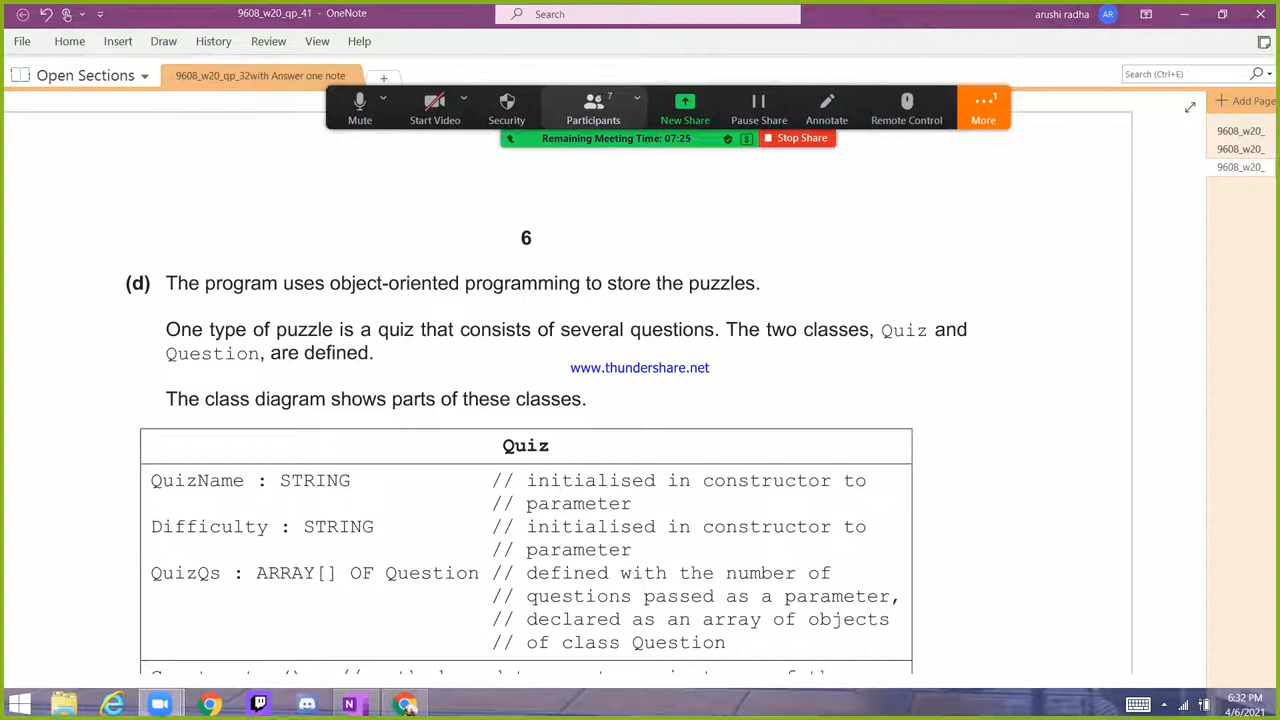 9608_w20_qp_41 - OneNote
Search
arushi radha
AR
File Home Insert Draw History Review View Help
Open Sections
9608_w20_qp_32with Answer one note
+
Search (Ctrl+E)
Mute
Start Video
Security
7
Participants
New Share
Pause Share
Annotate
Remote Control
1
More
Remaining Meeting Time: 07:25
Stop Share
Add Page
9608_w20_
9608_w20_
9608_w20_
6
(d) The program uses object-oriented programming to store the puzzles.
One type of puzzle is a quiz that consists of several questions. The two classes, Quiz and
Question, are defined.
www.thundershare.net
The class diagram shows parts of these classes.
Quiz
QuizName : STRING // initialised in constructor to
// parameter
Difficulty : STRING // initialised in constructor to
// parameter
QuizQs : ARRAY[] OF Question // defined with the number of
// questions passed as a parameter,
// declared as an array of objects
// of class Question
6:32 PM
4/6/2021